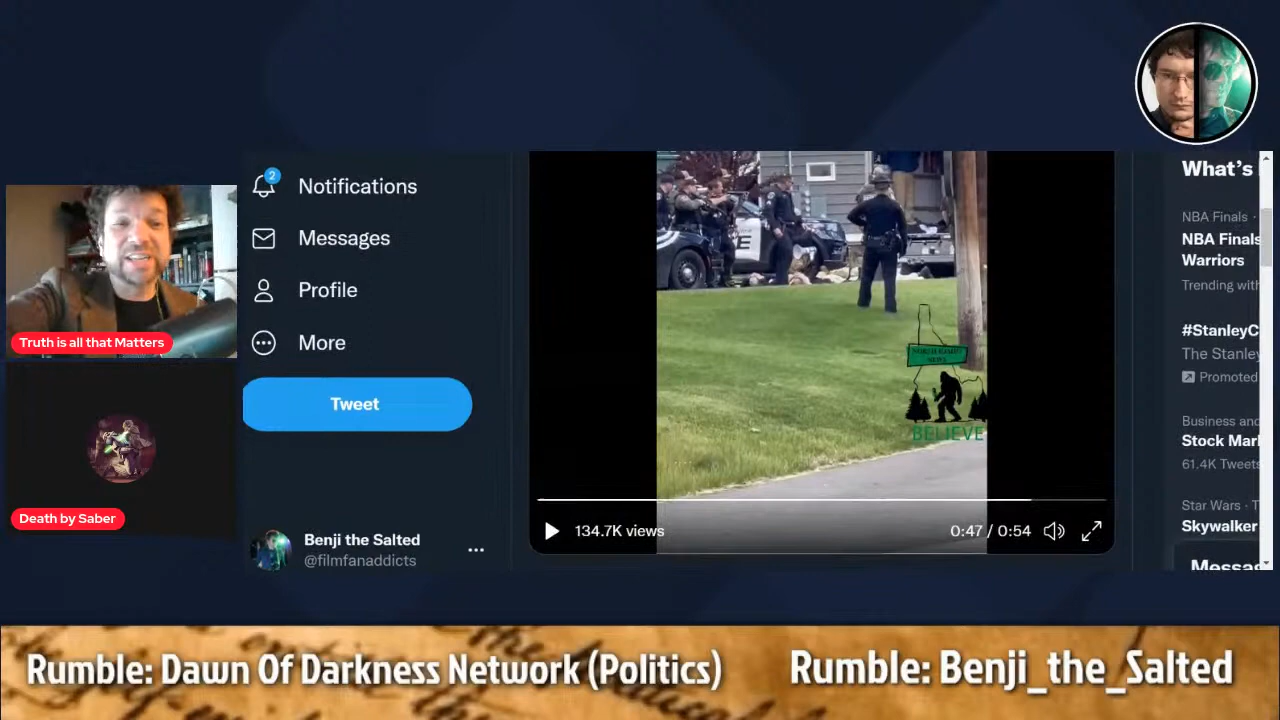 Notifications
2
Messages
Profile
More
Tweet
Benji the Salted
@filmfanaddicts
Truth is all that Matters
Death by Saber
BELIEVE
134.7K views
0:47 / 0:54
What's
NBA Finals ·
NBA Finals
Warriors
Trending with
#StanleyC
The Stanley
Promoted
Business and
Stock Mar
61.4K Tweets
Star Wars · T
Skywalker
Messag
Rumble: Dawn Of Darkness Network (Politics)
Rumble: Benji_the_Salted